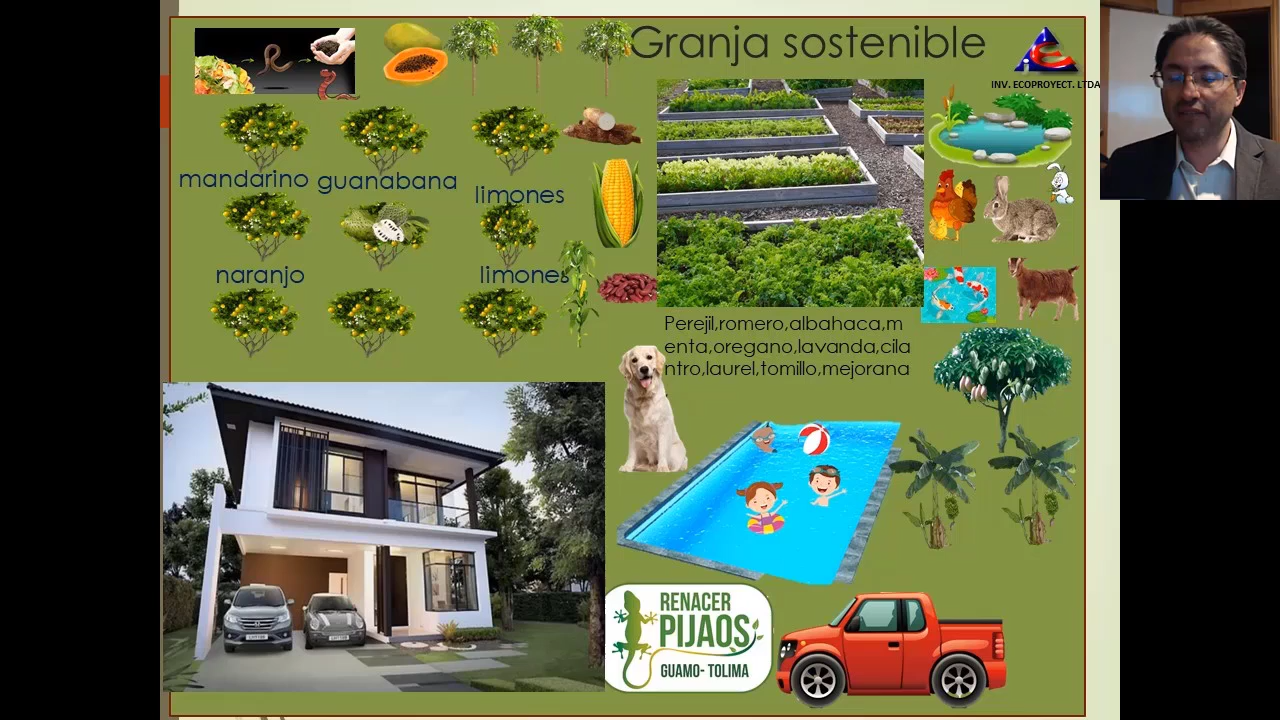 Granja sostenible
INV. ECOPROYECT. LTDA
mandarino
guanabana
limones
naranjo
limones
Perejil,romero,albahaca,m
enta,oregano,lavanda,cila
ntro,laurel,tomillo,mejorana
RENACER
PIJAOS
GUAMO- TOLIMA